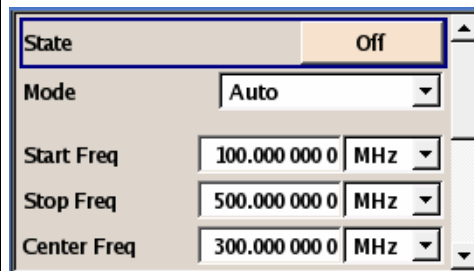 State Off
Mode Auto
Start Freq 100.000 000 0 MHz
Stop Freq 500.000 000 0 MHz
Center Freq 300.000 000 0 MHz